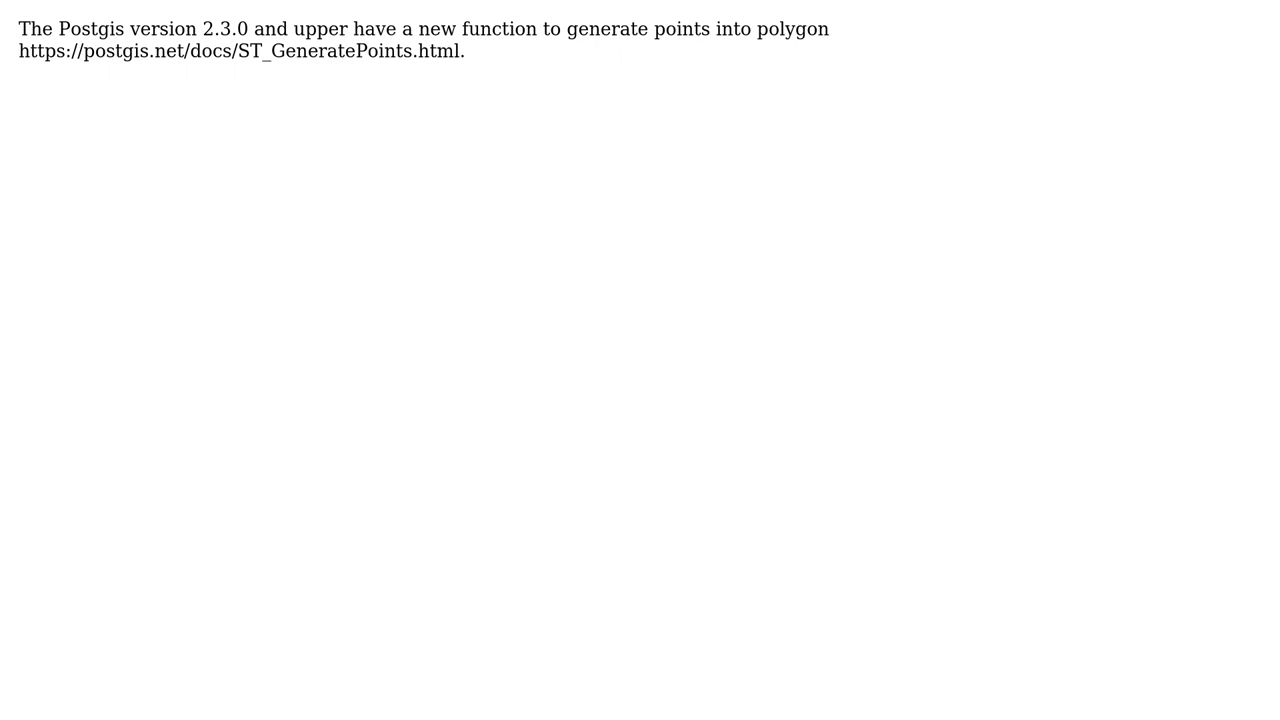 The Postgis version 2.3.0 and upper have a new function to generate points into polygon
https://postgis.net/docs/ST_GeneratePoints.html.